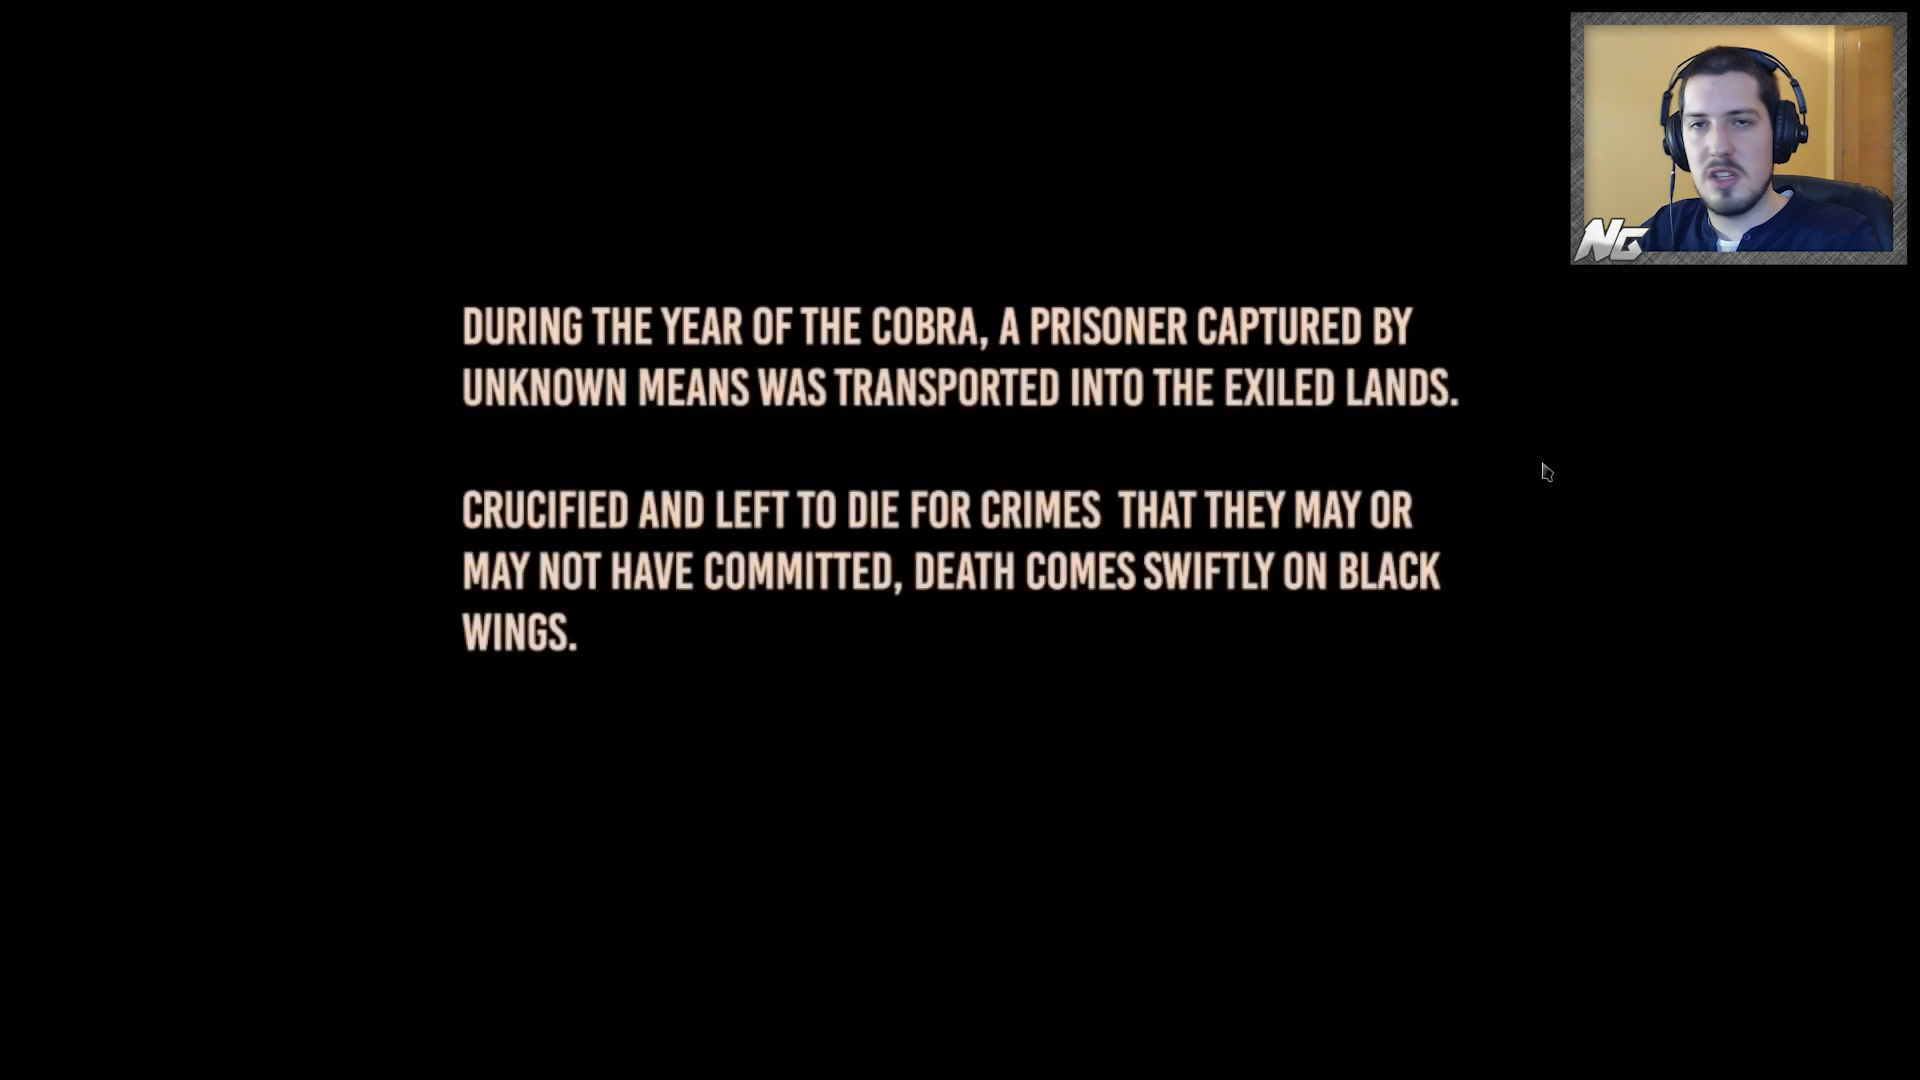 DURING THE YEAR OF THE COBRA, A PRISONER CAPTURED BY
UNKNOWN MEANS WAS TRANSPORTED INTO THE EXILED LANDS.
CRUCIFIED AND LEFT TO DIE FOR CRIMES  THAT THEY MAY OR
MAY NOT HAVE COMMITTED, DEATH COMES SWIFTLY ON BLACK
WINGS.
NG